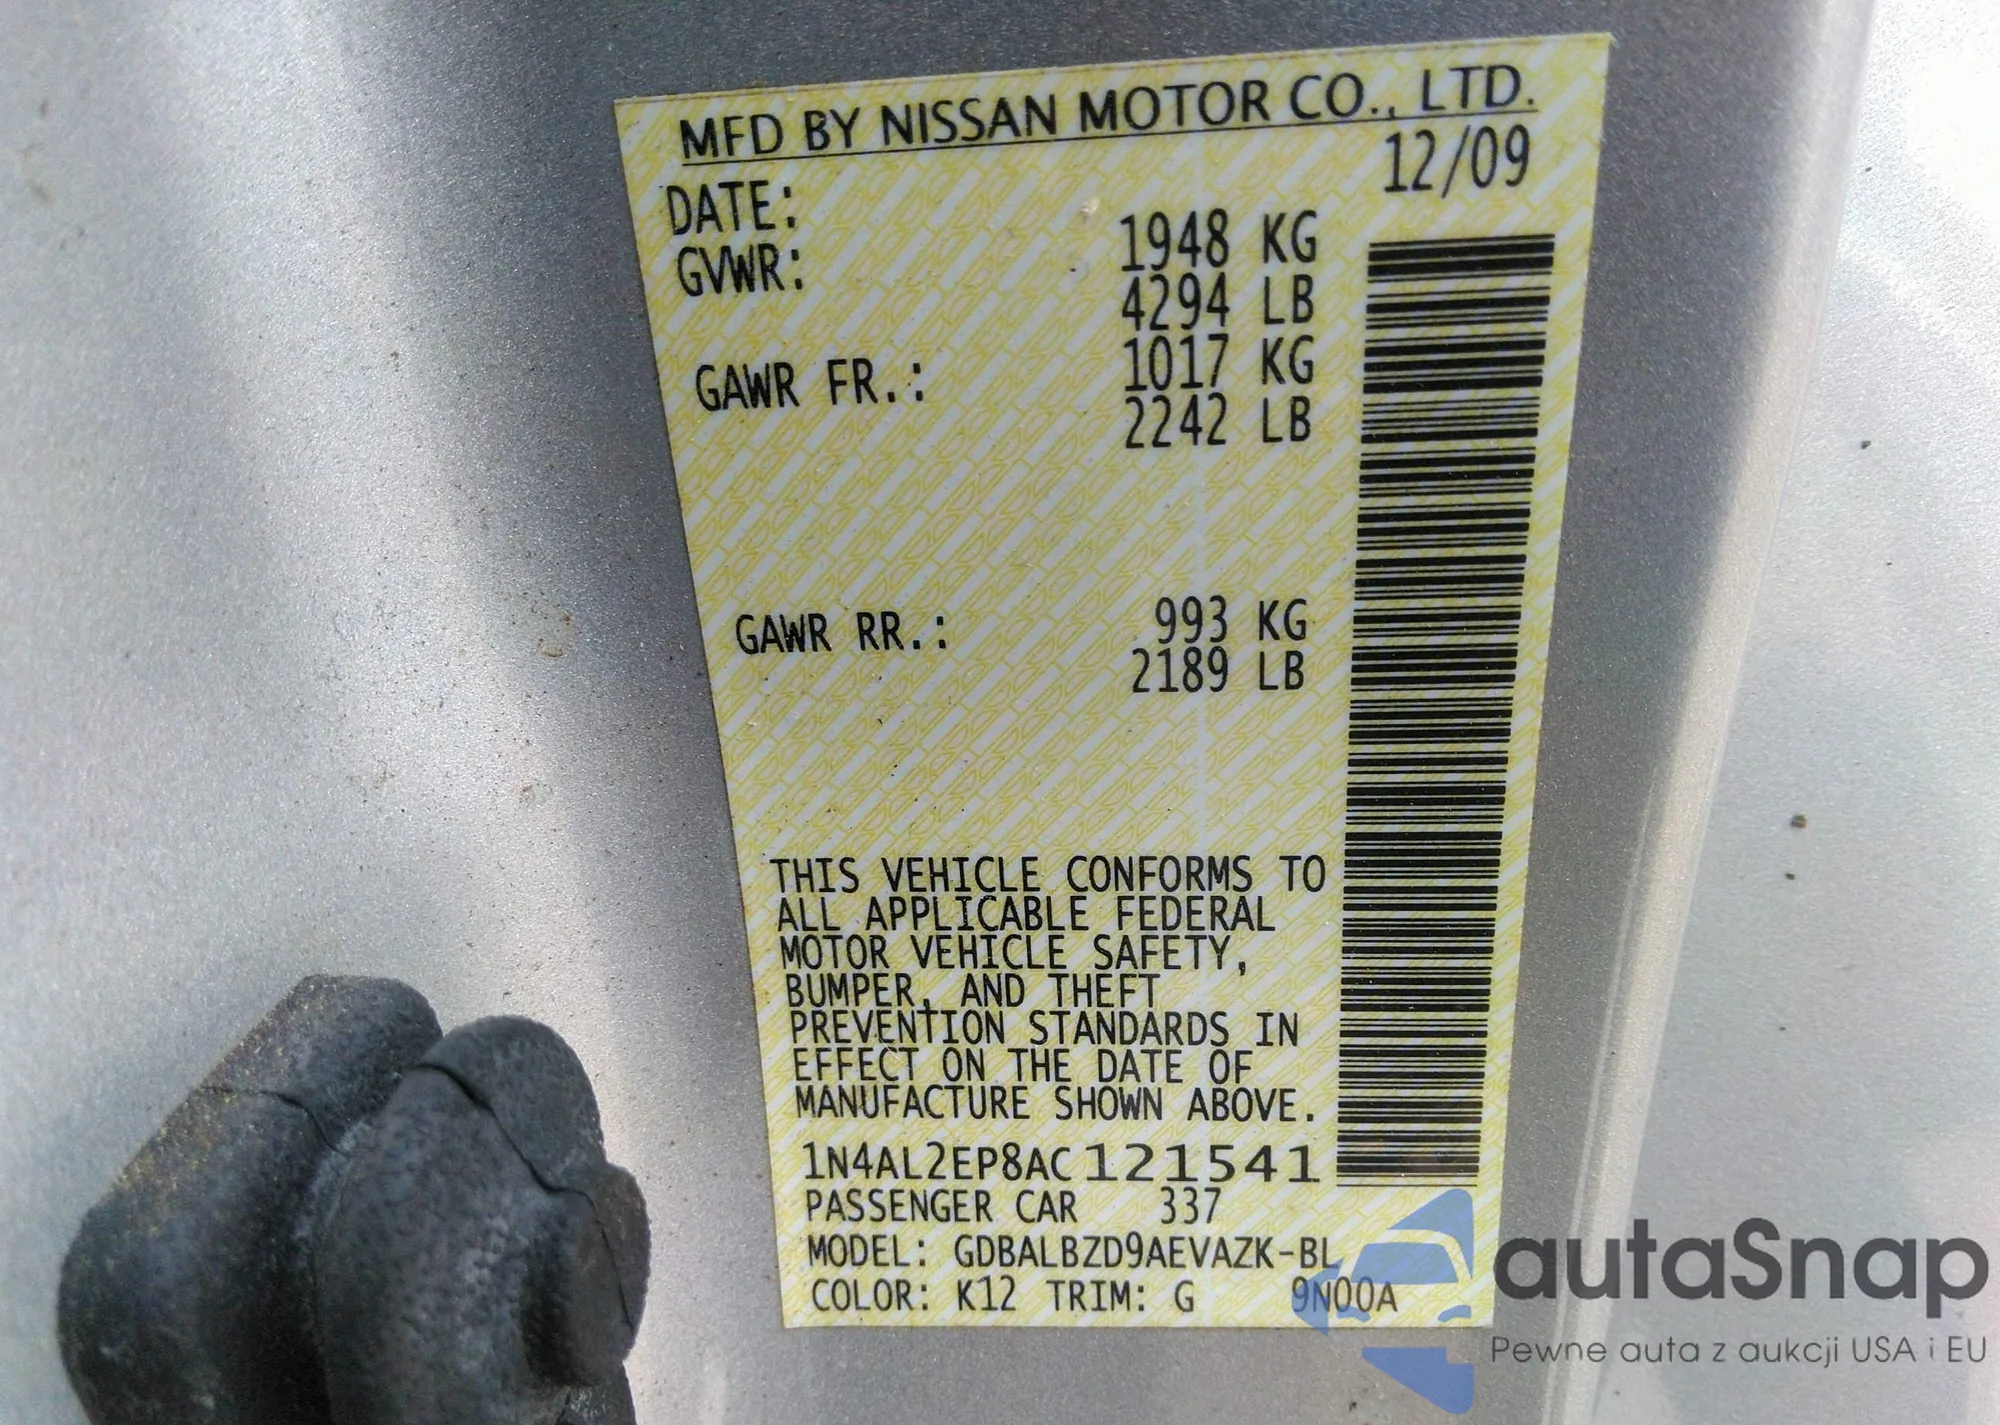 MFD BY NISSAN MOTOR CO., LTD.
DATE: 12/09
GVWR: 1948 KG
4294 LB
GAWR FR.: 1017 KG
2242 LB
GAWR RR.: 993 KG
2189 LB
THIS VEHICLE CONFORMS TO
ALL APPLICABLE FEDERAL
MOTOR VEHICLE SAFETY,
BUMPER, AND THEFT
PREVENTION STANDARDS IN
EFFECT ON THE DATE OF
MANUFACTURE SHOWN ABOVE.
1N4AL2EP8AC121541
PASSENGER CAR 337
MODEL: GDBALBZD9AEVAZK-BL
COLOR: K12 TRIM: G 9N00A
autaSnap
Pewne auta z aukcji USA i EU